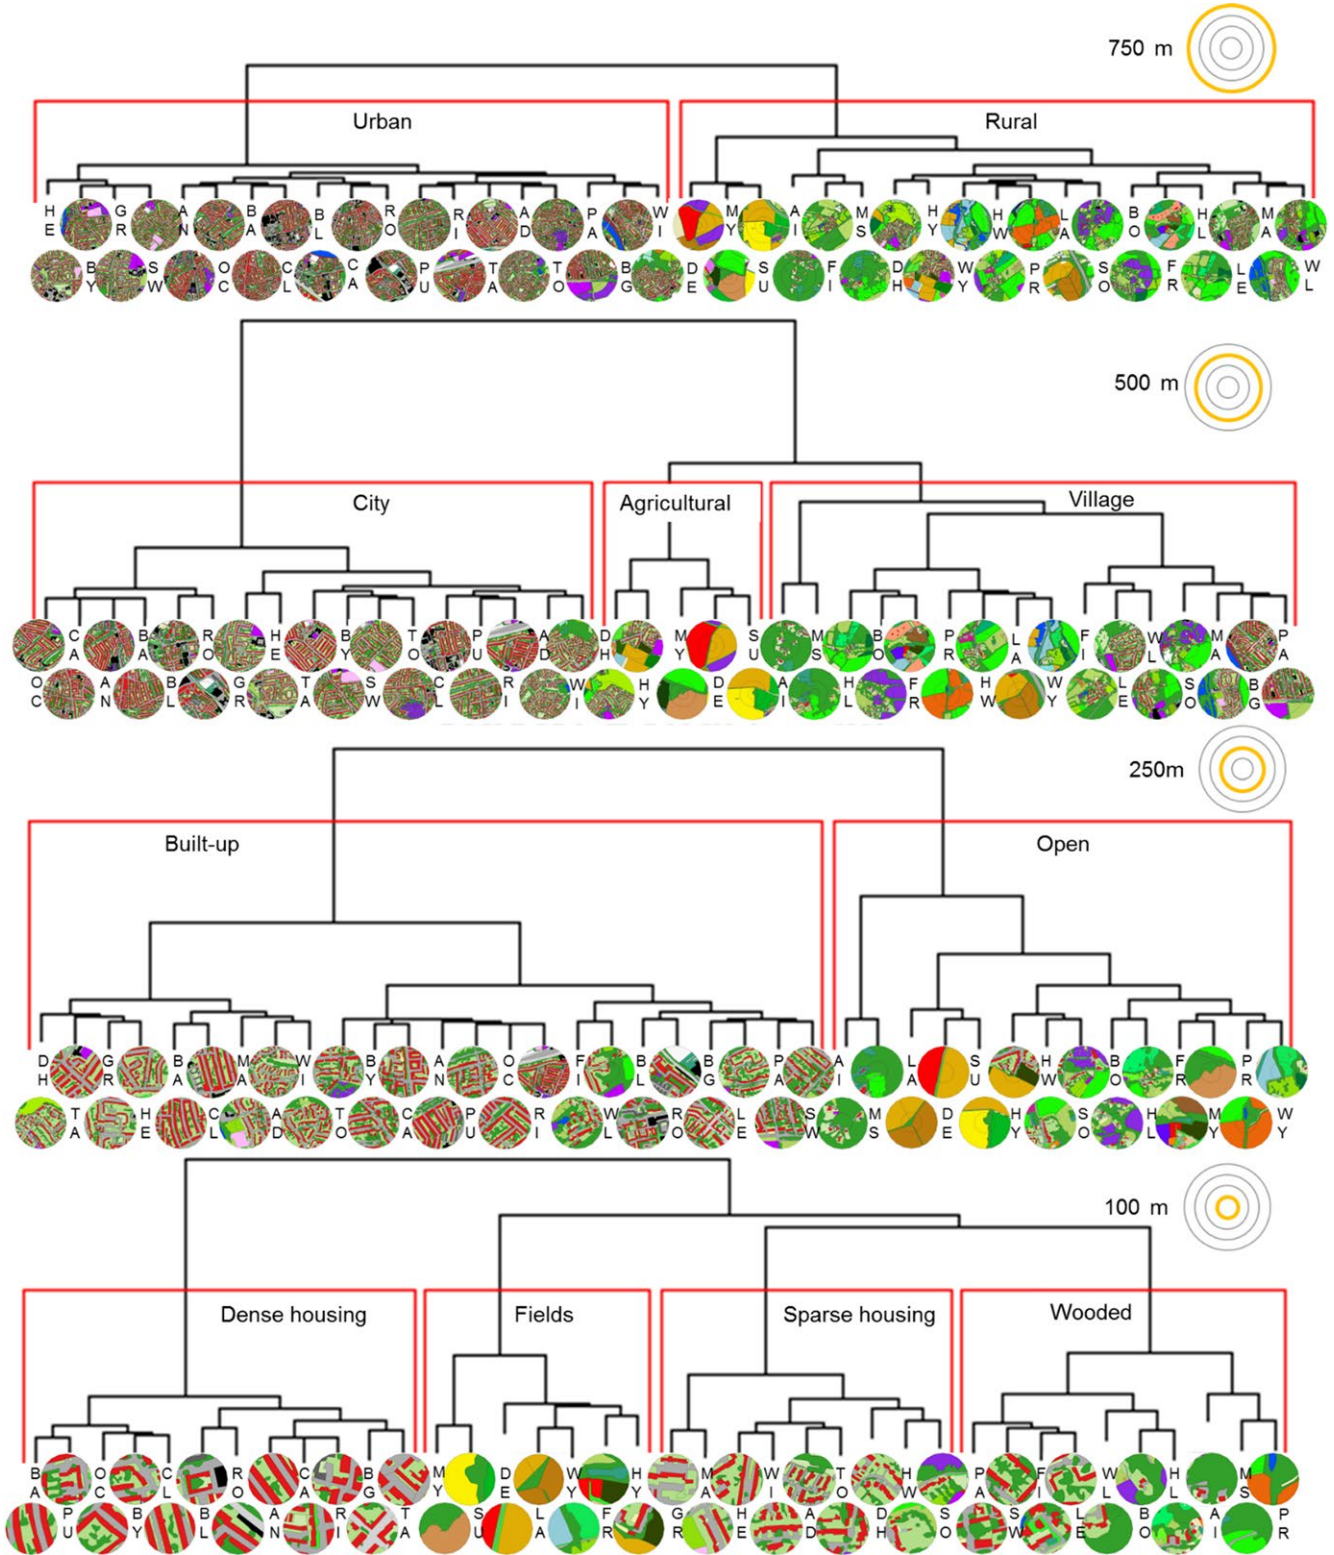 750 m
Urban Rural
H G A B B R R A P W M A M H H A B H M
E R N A L O I D A I Y I S Y W A O L A
B S O C C P T T B D S F D W P S F L W
Y W C L A U A O G E U I H Y R O R E L
500 m
City Agricultural Village
C B R H B T P A D M S M B P L F W M P
A A O E Y O U D H Y U S O R A I L A A
O A B G T S C R W H D A H F H W L S B
C N L R A W L I I Y E I L R W Y E O G
250m
Built-up Open
D G B M W B A O F B B P A L S H B F P
H R A A I Y N C I L G A I A U W O R R
T H C A T C P R W R L S M D H S H M W
A E L D O A U I L O E W S E Y O L Y Y
100 m
Dense housing Fields Sparse housing Wooded
B O C R C B M D W H M W T H P F W H M
A C L O A G Y E Y Y A I O W A I L L S
P B B A R T S L F G H A D S S L B A P
U Y L N I A U A R R E D H O W E O I R